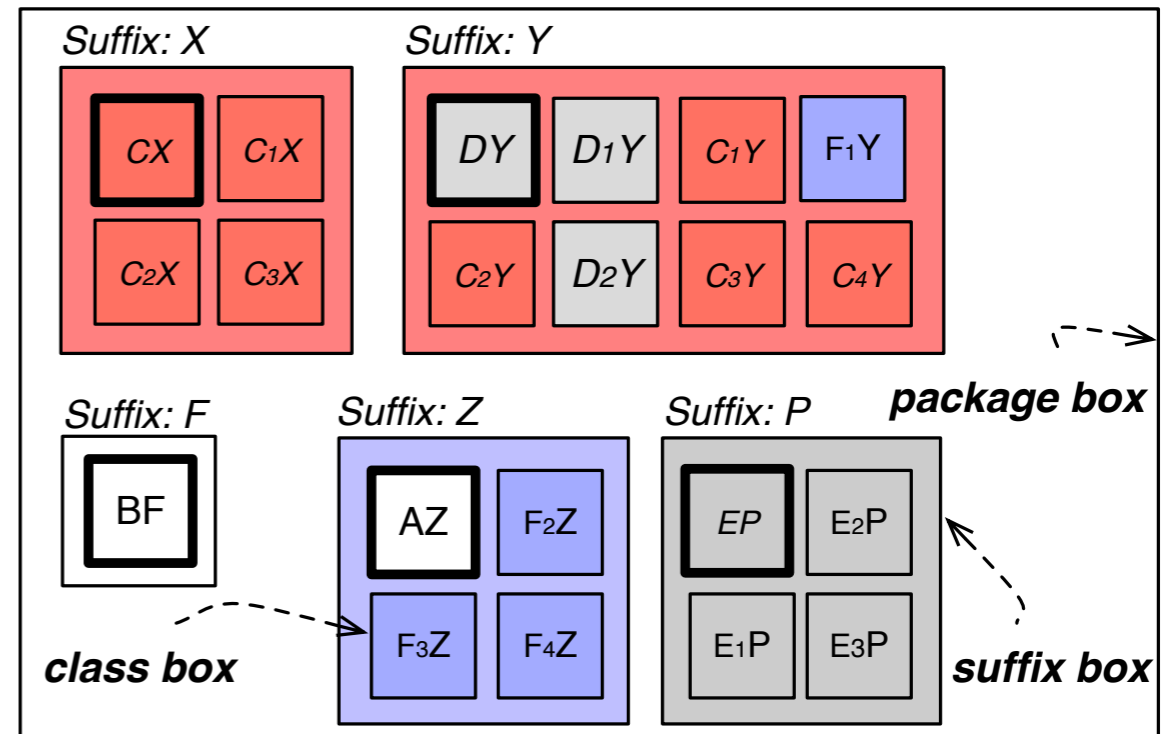 Suffix: X
Suffix: Y
CX C1X
DY D1Y C1Y F1Y
C2X C3X
C2Y D2Y C3Y C4Y
package box
Suffix: F
Suffix: Z
Suffix: P
BF
AZ F2Z
EP E2P
F3Z F4Z
E1P E3P
class box
suffix box